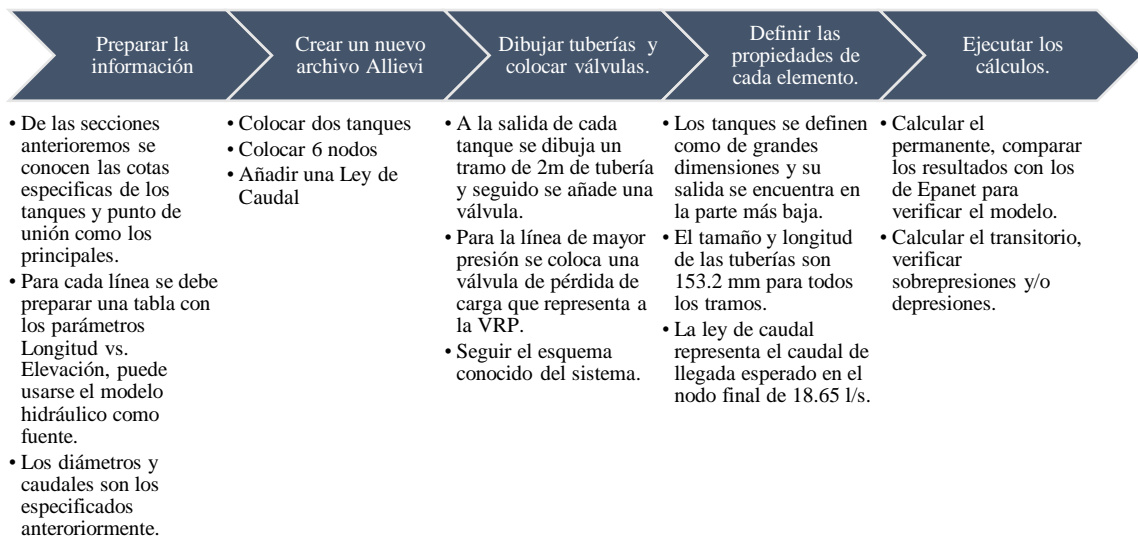 Preparar la
información
Crear un nuevo
archivo Allievi
Dibujar tuberías y
colocar válvulas.
Definir las
propiedades de
cada elemento.
Ejecutar los
cálculos.
• De las secciones
anterioremos se
conocen las cotas
especificas de los
tanques y punto de
unión como los
principales.
• Para cada línea se debe
preparar una tabla con
los parámetros
Longitud vs.
Elevación, puede
usarse el modelo
hidráulico como
fuente.
• Los diámetros y
caudales son los
especificados
anteroriormente.
• Colocar dos tanques
• Colocar 6 nodos
• Añadir una Ley de
Caudal
• A la salida de cada
tanque se dibuja un
tramo de 2m de tubería
y seguido se añade una
válvula.
• Para la línea de mayor
presión se coloca una
válvula de pérdida de
carga que representa a
la VRP.
• Seguir el esquema
conocido del sistema.
• Los tanques se definen
como de grandes
dimensiones y su
salida se encuentra en
la parte más baja.
• El tamaño y longitud
de las tuberías son
153.2 mm para todos
los tramos.
• La ley de caudal
representa el caudal de
llegada esperado en el
nodo final de 18.65 l/s.
• Calcular el
permanente, comparar
los resultados con los
de Epanet para
verificar el modelo.
• Calcular el transitorio,
verificar
sobrepresiones y/o
depresiones.